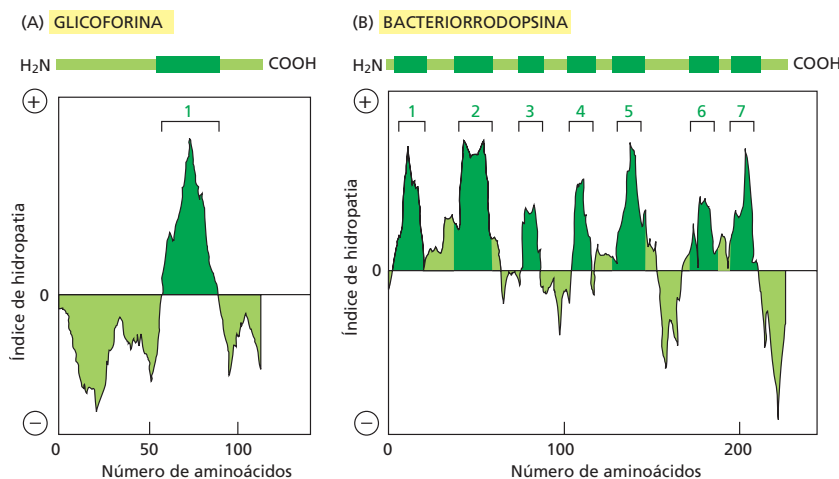 (A) GLICOFORINA
H₂N COOH
+
1
Índice de hidropatia
0
−
0 50 100
Número de aminoácidos
(B) BACTERIORRODOPSINA
H₂N COOH
+
1 2 3 4 5 6 7
Índice de hidropatia
0
−
0 100 200
Número de aminoácidos